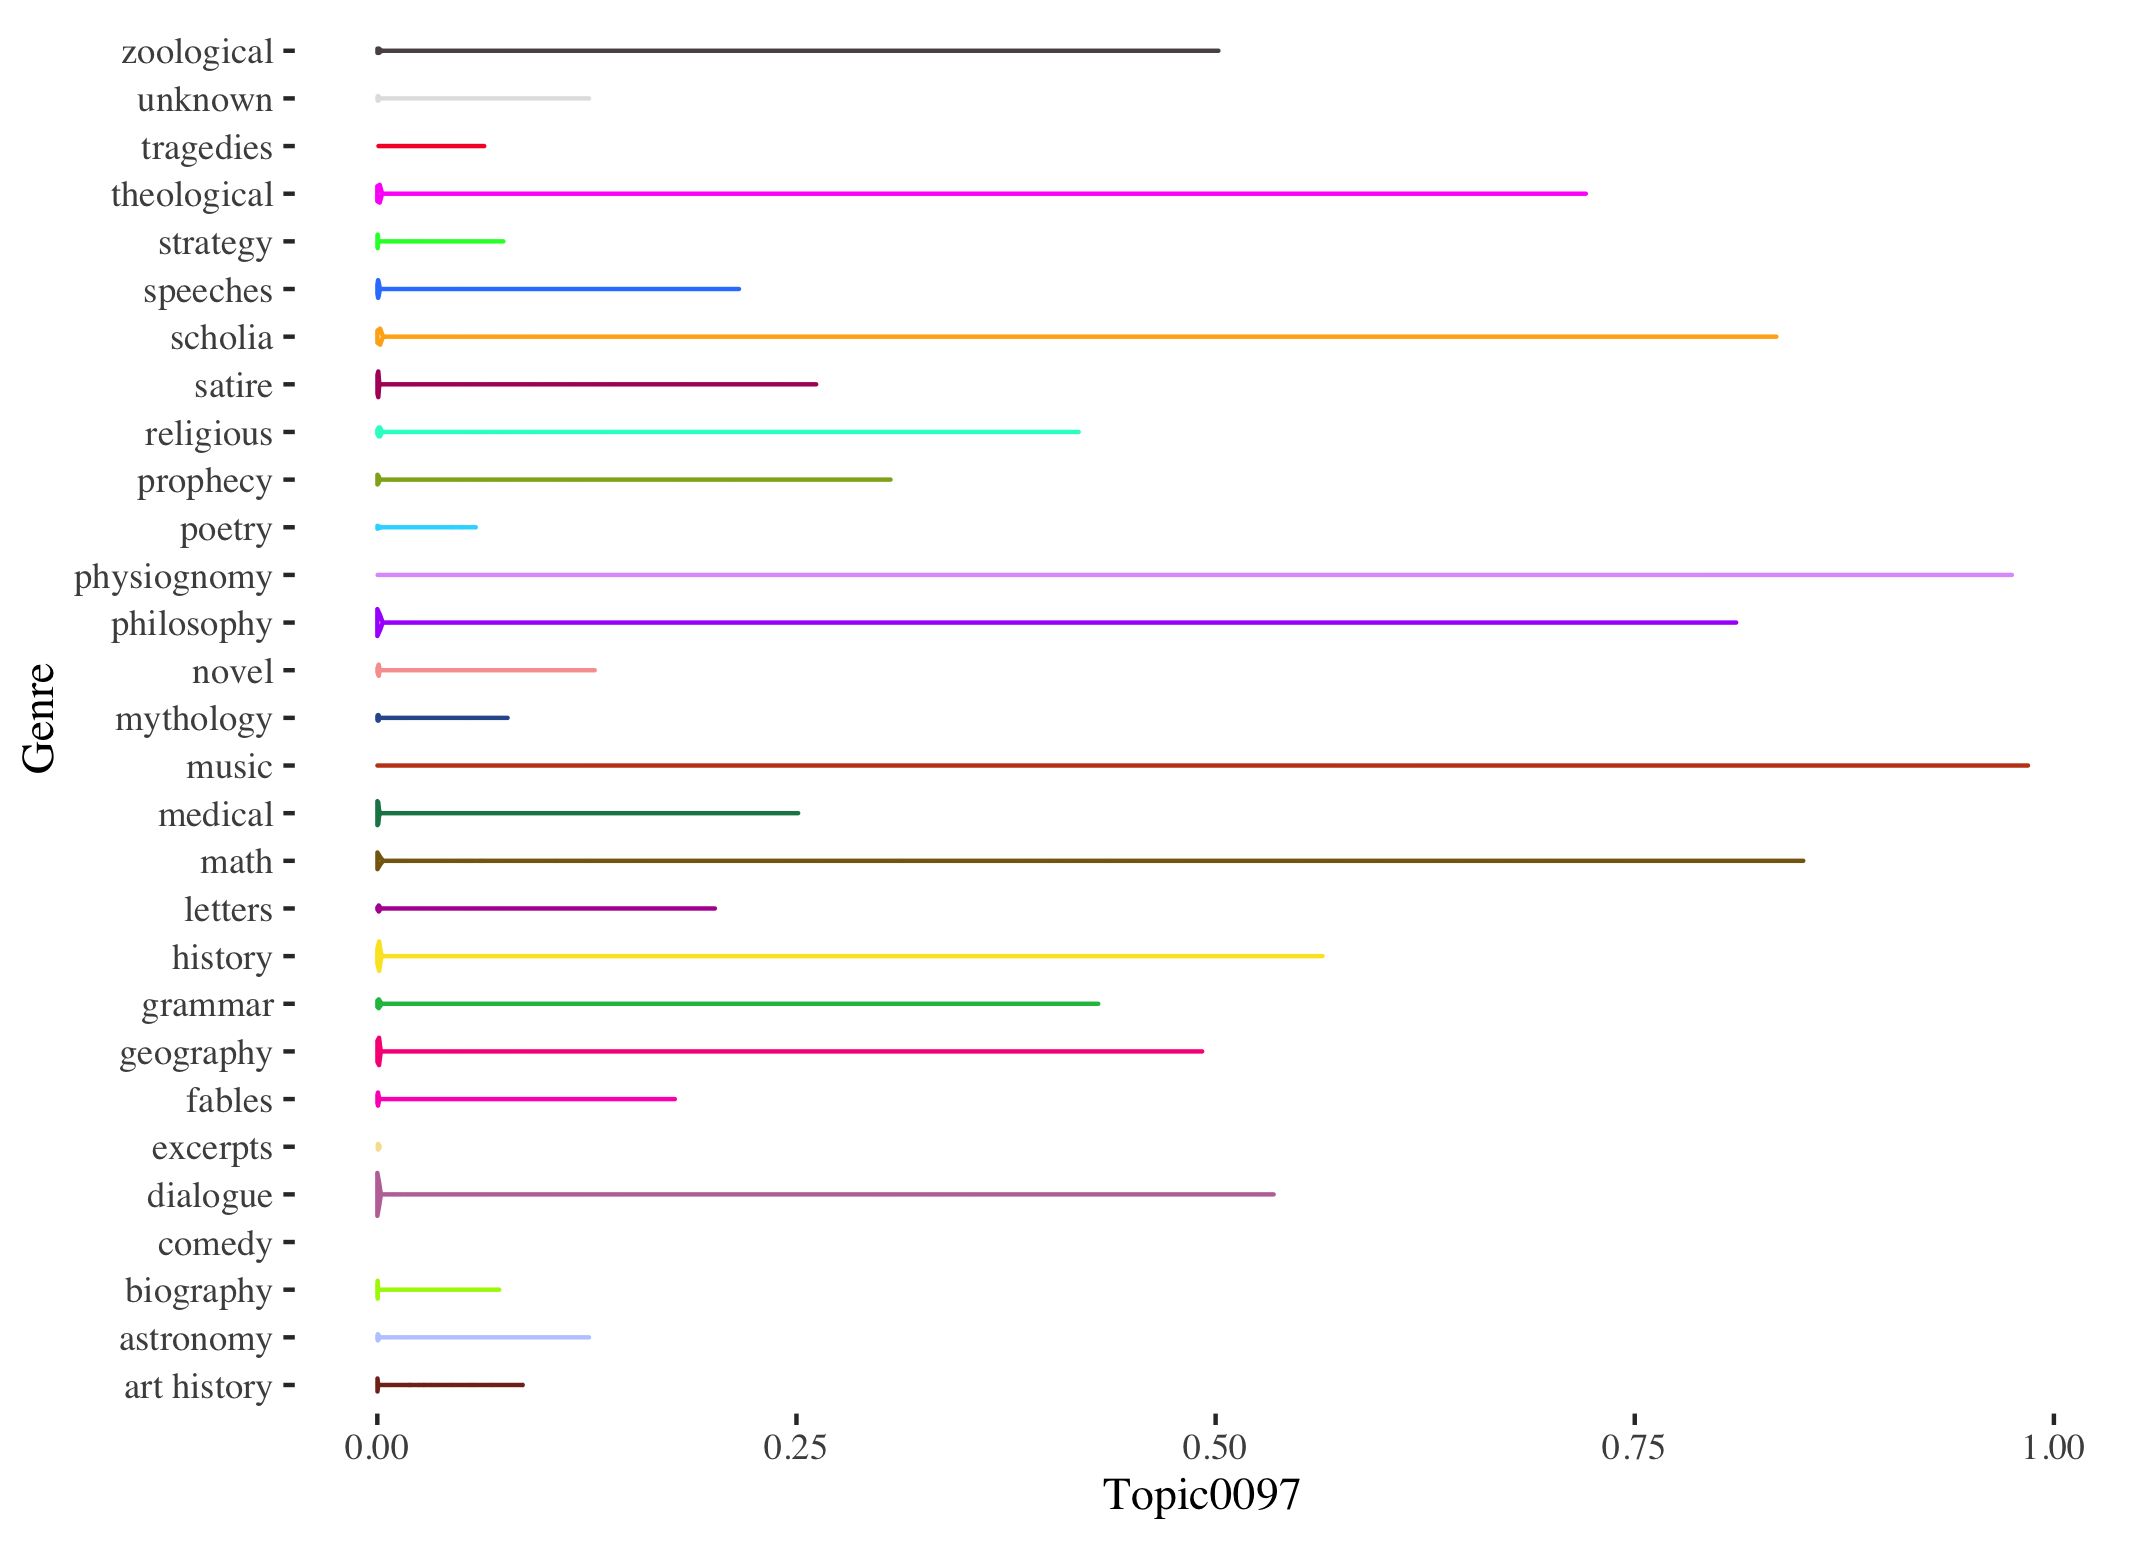 zoological
unknown
tragedies
theological
strategy
speeches
scholia
satire
religious
prophecy
poetry
physiognomy
philosophy
novel
mythology
music
medical
math
letters
history
grammar
geography
fables
excerpts
dialogue
comedy
biography
astronomy
art history
Genre
0.00 0.25 0.50 0.75 1.00
Topic0097